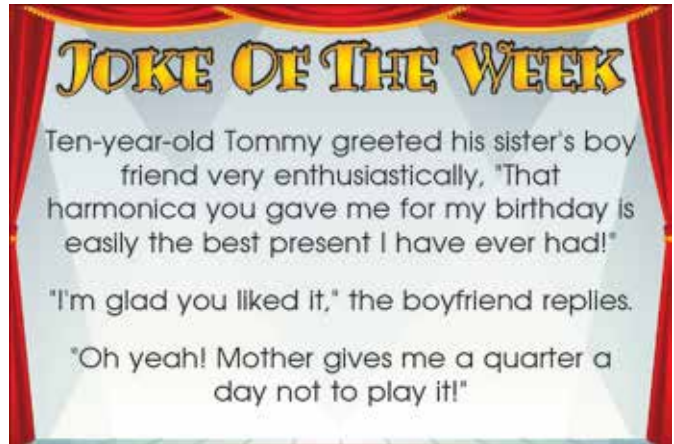 JOKE OF THE WEEK
Ten-year-old Tommy greeted his sister's boy
friend very enthusiastically, "That
harmonica you gave me for my birthday is
easily the best present I have ever had!"
"I'm glad you liked it," the boyfriend replies.
"Oh yeah! Mother gives me a quarter a
day not to play it!"